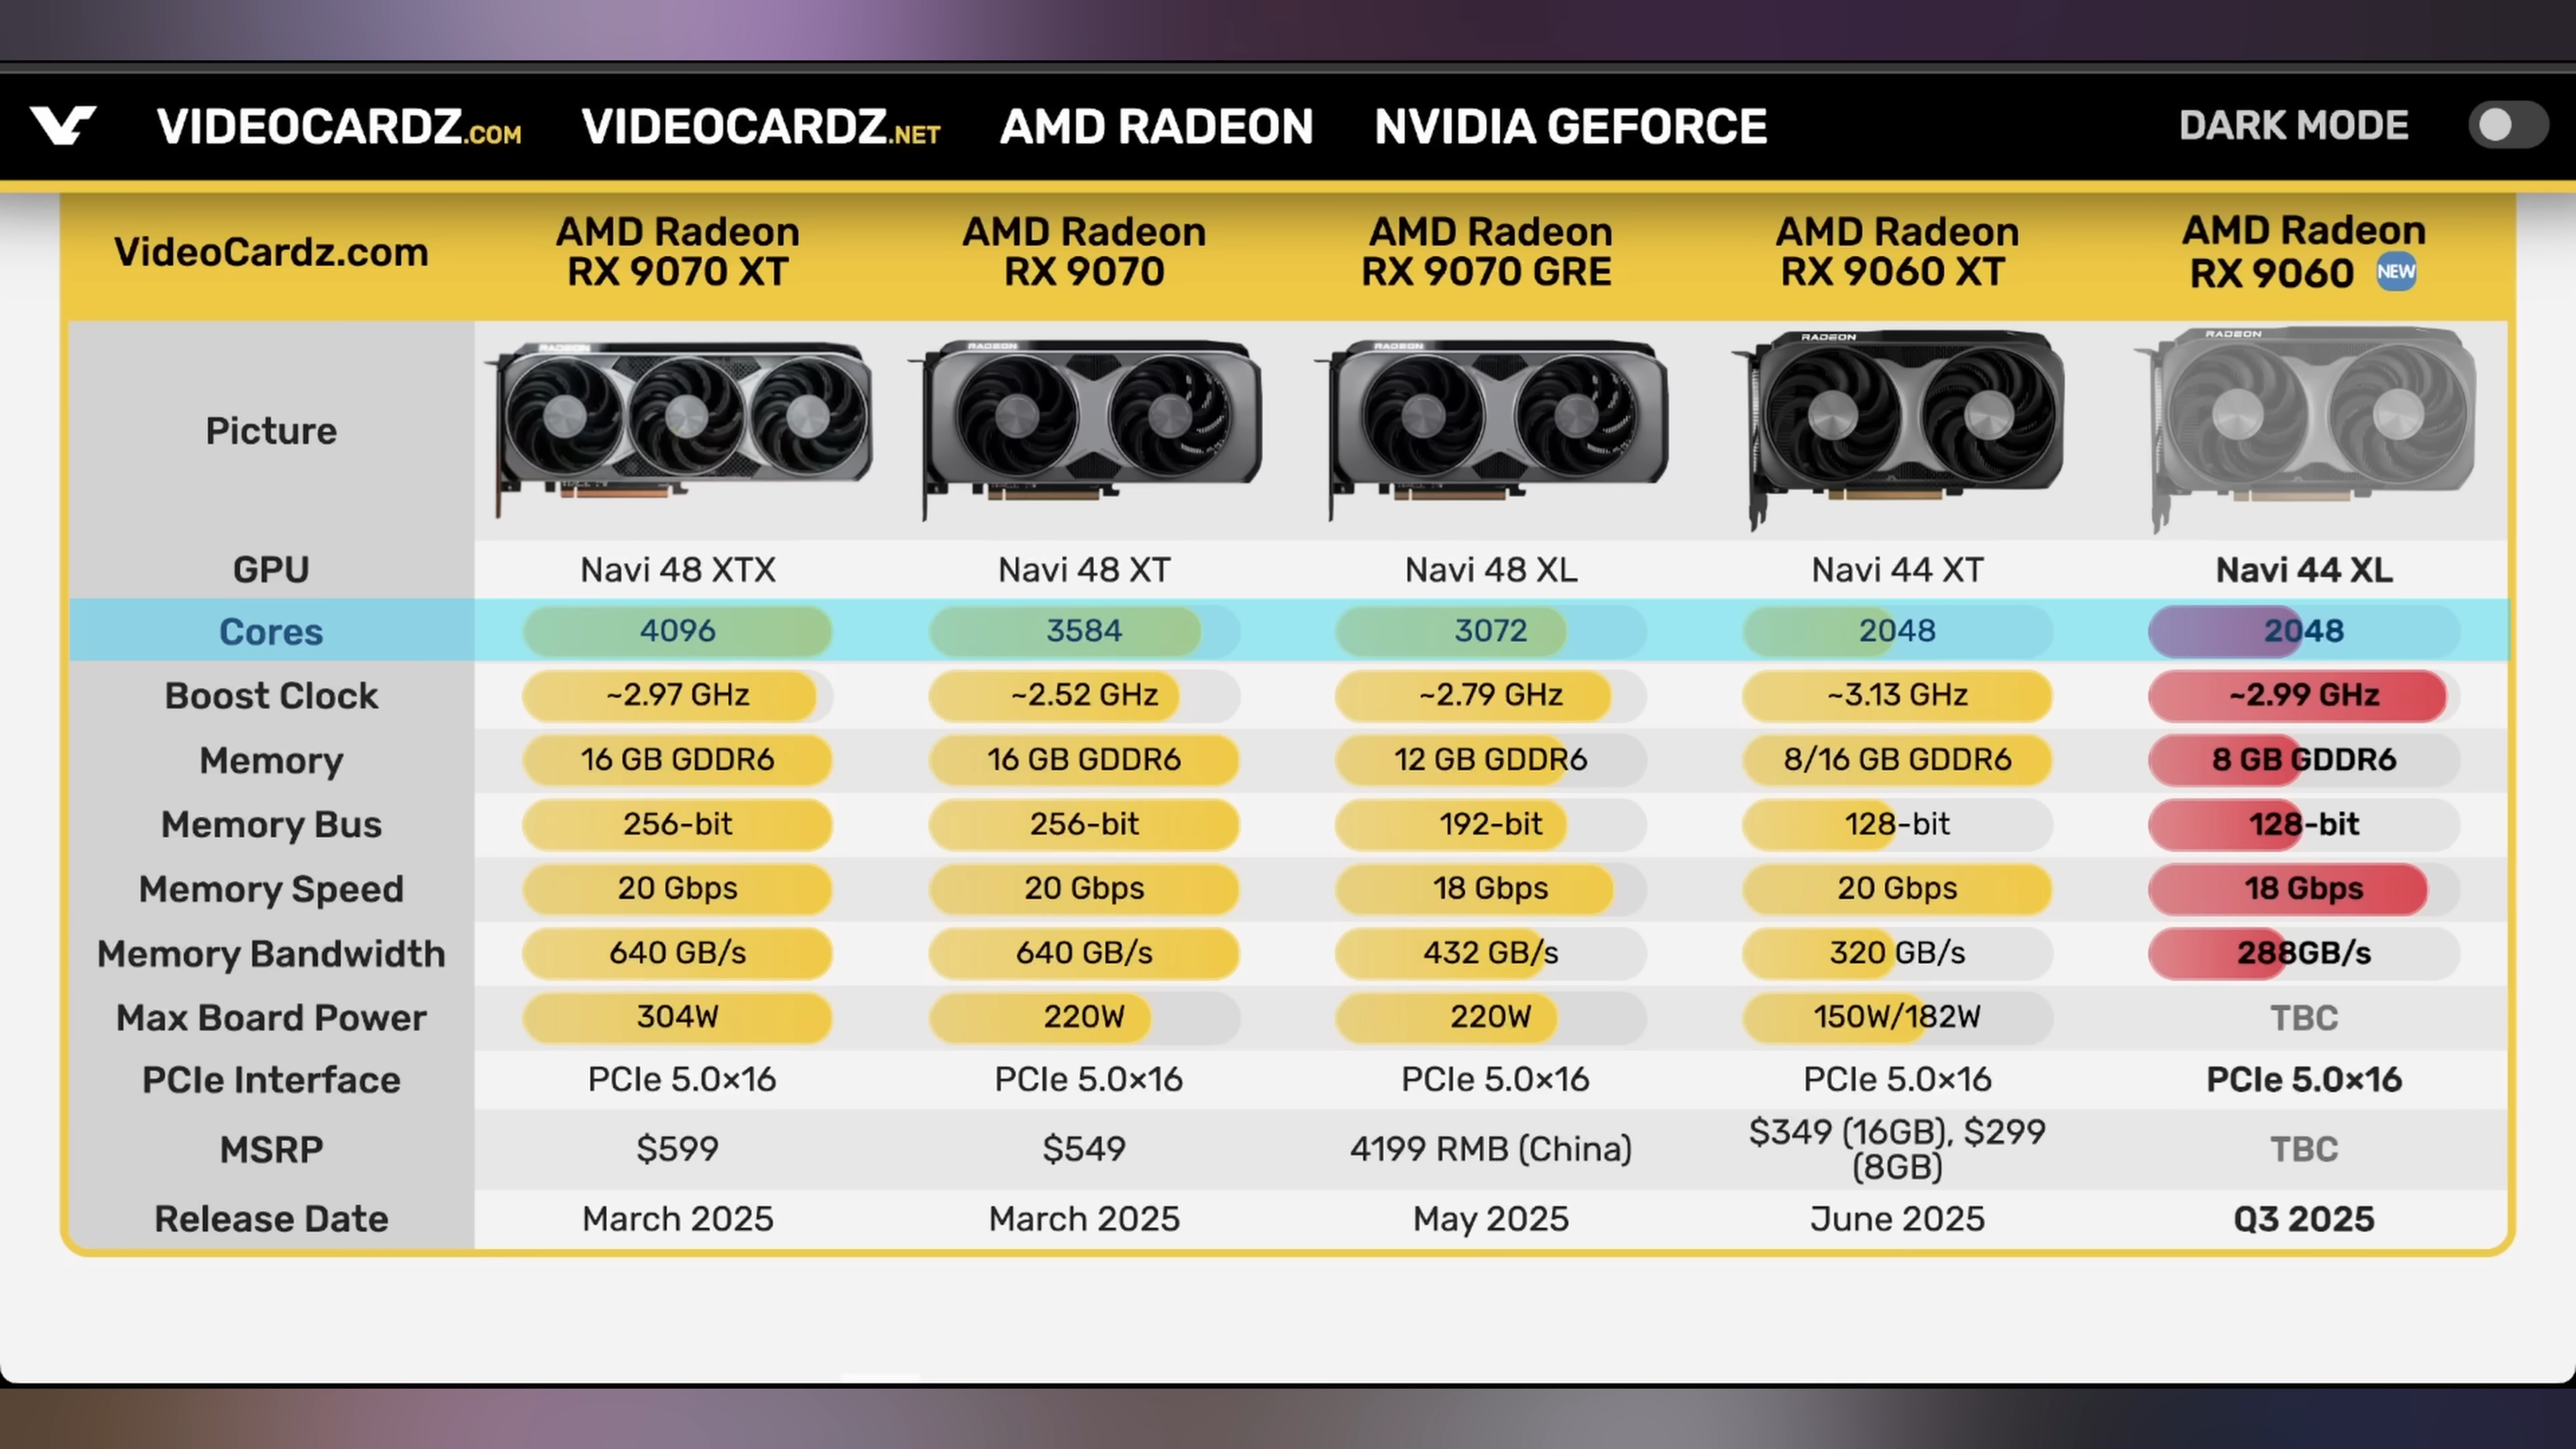 VIDEOCARDZ.COM VIDEOCARDZ.NET AMD RADEON NVIDIA GEFORCE DARK MODE
VideoCardz.com AMD Radeon RX 9070 XT AMD Radeon RX 9070 AMD Radeon RX 9070 GRE AMD Radeon RX 9060 XT AMD Radeon RX 9060 NEW
Picture RADEON RADEON RADEON RADEON RADEON
GPU Navi 48 XTX Navi 48 XT Navi 48 XL Navi 44 XT Navi 44 XL
Cores 4096 3584 3072 2048 2048
Boost Clock ~2.97 GHz ~2.52 GHz ~2.79 GHz ~3.13 GHz ~2.99 GHz
Memory 16 GB GDDR6 16 GB GDDR6 12 GB GDDR6 8/16 GB GDDR6 8 GB GDDR6
Memory Bus 256-bit 256-bit 192-bit 128-bit 128-bit
Memory Speed 20 Gbps 20 Gbps 18 Gbps 20 Gbps 18 Gbps
Memory Bandwidth 640 GB/s 640 GB/s 432 GB/s 320 GB/s 288GB/s
Max Board Power 304W 220W 220W 150W/182W TBC
PCIe Interface PCIe 5.0×16 PCIe 5.0×16 PCIe 5.0×16 PCIe 5.0×16 PCIe 5.0×16
MSRP $599 $549 4199 RMB (China) $349 (16GB), $299 (8GB) TBC
Release Date March 2025 March 2025 May 2025 June 2025 Q3 2025